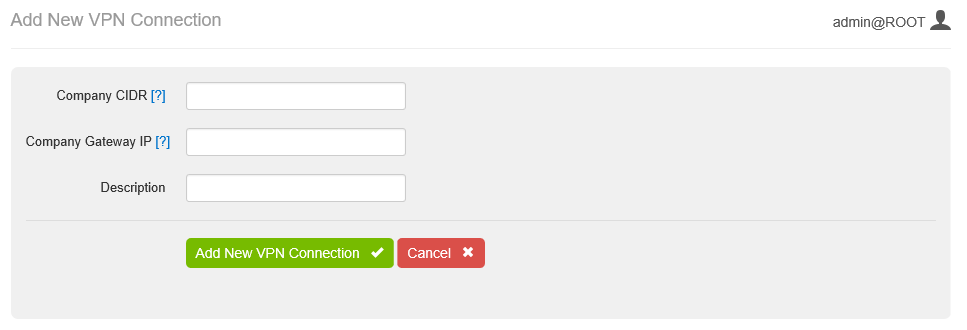 Add New VPN Connection
admin@ROOT
Company CIDR [?]
Company Gateway IP [?]
Description
Add New VPN Connection
Cancel